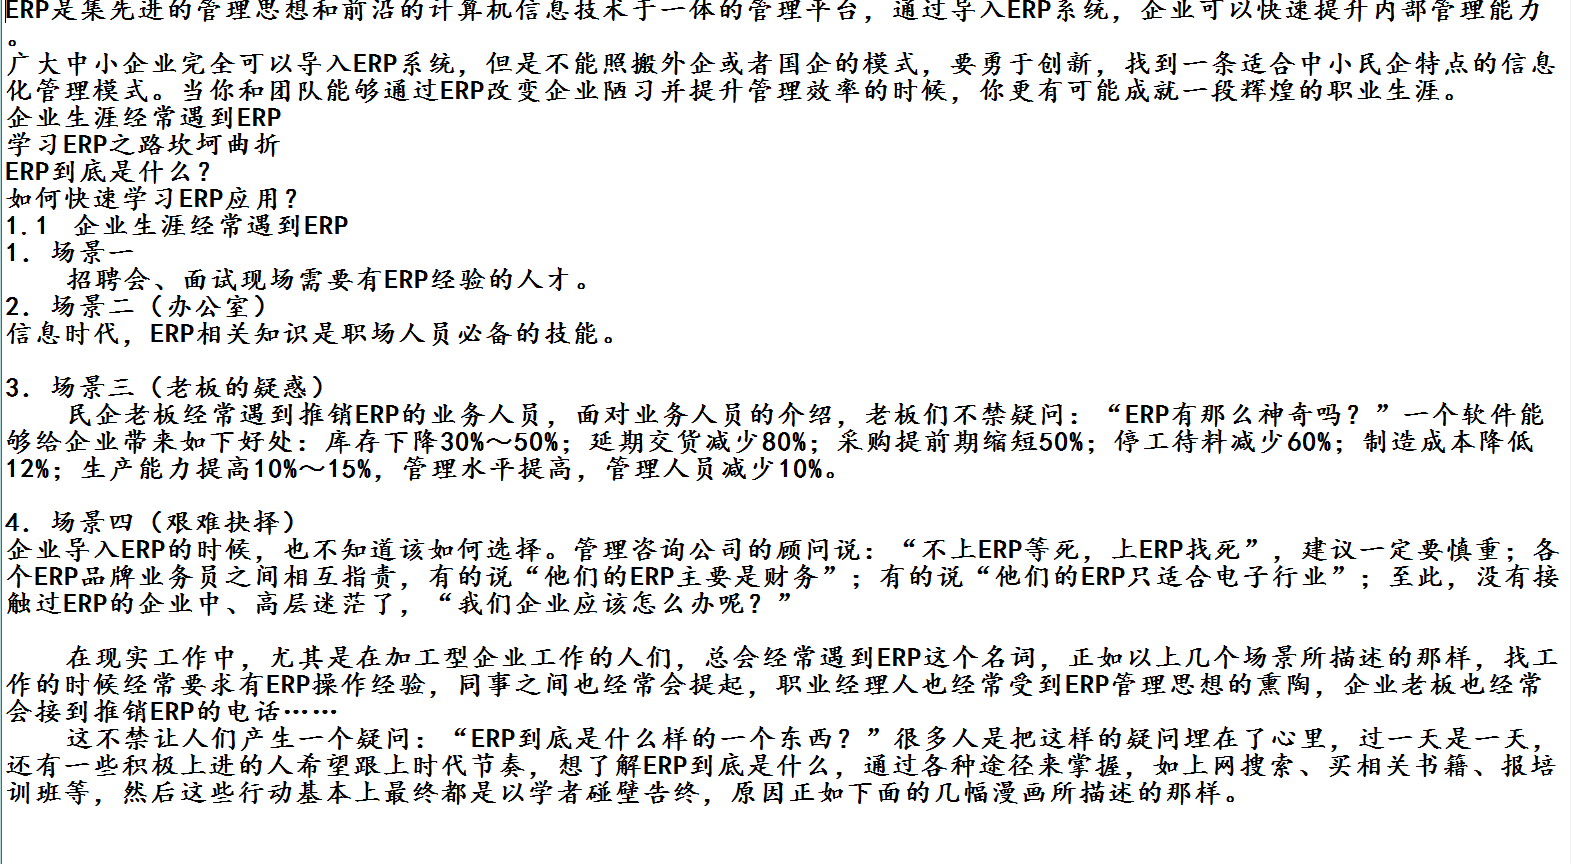 ERP是集先进的管理思想和前沿的计算机信息技术于一体的管理平台，通过导入ERP系统，企业可以快速提升内部管理能力
。
广大中小企业完全可以导入ERP系统，但是不能照搬外企或者国企的模式，要勇于创新，找到一条适合中小民企特点的信息
化管理模式。当你和团队能够通过ERP改变企业陋习并提升管理效率的时候，你更有可能成就一段辉煌的职业生涯。
企业生涯经常遇到ERP
学习ERP之路坎坷曲折
ERP到底是什么？
如何快速学习ERP应用？
1.1 企业生涯经常遇到ERP
1. 场景一
招聘会、面试现场需要有ERP经验的人才。
2. 场景二（办公室）
信息时代，ERP相关知识是职场人员必备的技能。
3. 场景三（老板的疑惑）
民企老板经常遇到推销ERP的业务人员，面对业务人员的介绍，老板们不禁疑问：“ERP有那么神奇吗？”一个软件能
够给企业带来如下好处：库存下降30%～50%；延期交货减少80%；采购提前期缩短50%；停工待料减少60%；制造成本降低
12%；生产能力提高10%～15%，管理水平提高，管理人员减少10%。
4. 场景四（艰难抉择）
企业导入ERP的时候，也不知道该如何选择。管理咨询公司的顾问说：“不上ERP等死，上ERP找死”，建议一定要慎重；各
个ERP品牌业务员之间相互指责，有的说“他们的ERP主要是财务”；有的说“他们的ERP只适合电子行业”；至此，没有接
触过ERP的企业中、高层迷茫了，“我们企业应该怎么办呢？”
在现实工作中，尤其是在加工型企业工作的人们，总会经常遇到ERP这个名词，正如以上几个场景所描述的那样，找工
作的时候经常要求有ERP操作经验，同事之间也经常会提起，职业经理人也经常受到ERP管理思想的熏陶，企业老板也经常
会接到推销ERP的电话……
这不禁让人们产生一个疑问：“ERP到底是什么样的一个东西？”很多人是把这样的疑问埋在了心里，过一天是一天，
还有一些积极上进的人希望跟上时代节奏，想了解ERP到底是什么，通过各种途径来掌握，如上网搜索、买相关书籍、报培
训班等，然后这些行动基本上最终都是以学者碰壁告终，原因正如下面的几幅漫画所描述的那样。